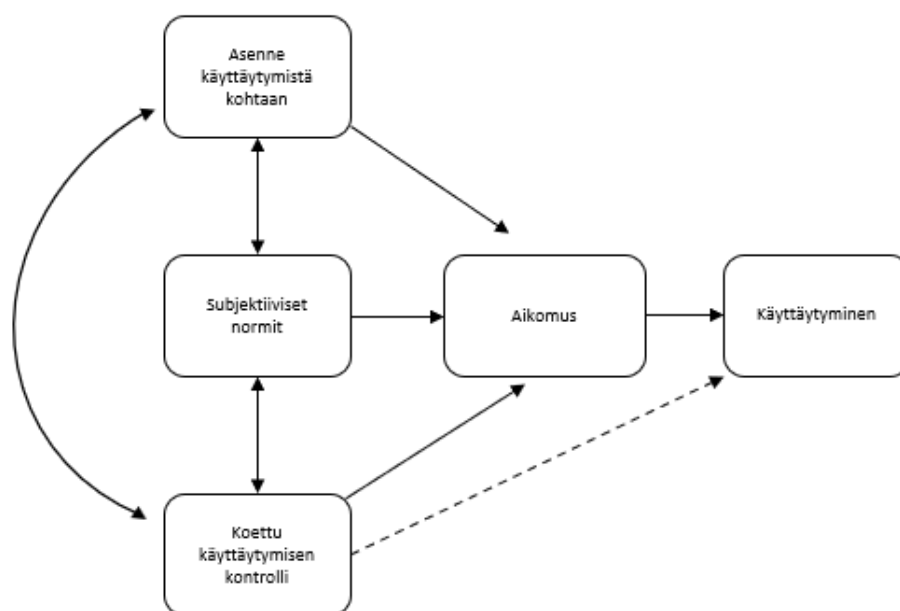 Asenne
käyttäytymistä
kohtaan
Subjektiiviset
normit
Aikomus
Käyttäytyminen
Koettu
käyttäytymisen
kontrolli